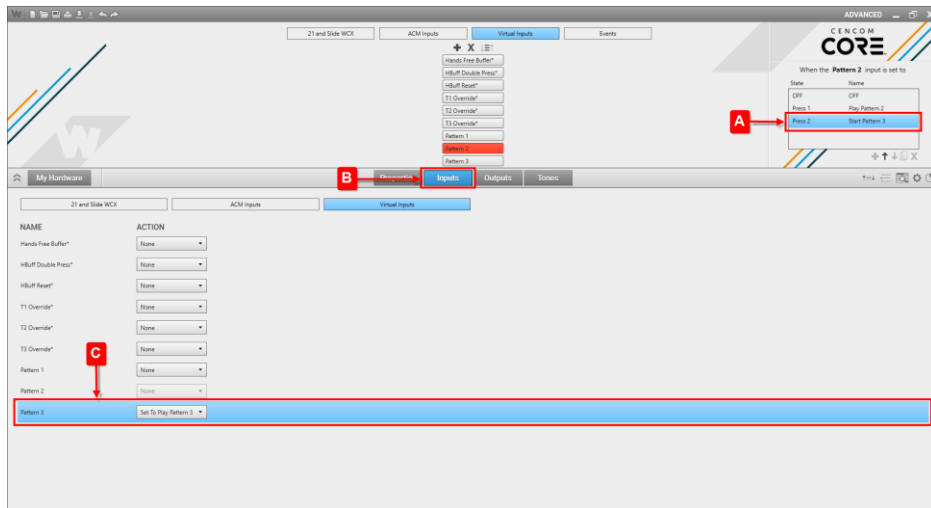 ADVANCED
21 and Slide WCX
ACM Inputs
Virtual Inputs
Events
Hands Free Buffer*
HBuff Double Press*
HBuff Reset*
T1 Override*
T2 Override*
T3 Override*
Pattern 1
Pattern 2
Pattern 3
CENCOM
CORE
When the Pattern 2 input is set to
State Name
OFF OFF
Press 1 Play Pattern 2
Press 2 Start Pattern 3
A
My Hardware
B
Inputs
Outputs
Tones
21 and Slide WCX
ACM Inputs
Virtual Inputs
NAME ACTION
Hands Free Buffer* None
HBuff Double Press* None
HBuff Reset* None
T1 Override* None
T2 Override* None
T3 Override* None
C
Pattern 1 None
Pattern 2 None
Pattern 3 Set To Play Pattern 3